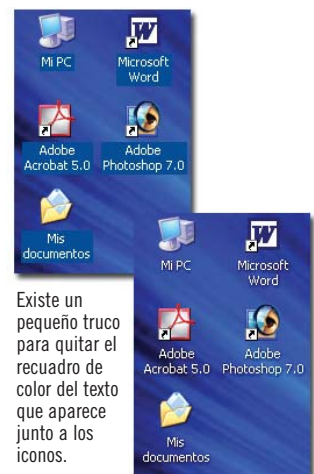 Mi PC
Microsoft
Word
Adobe
Acrobat 5.0
Adobe
Photoshop 7.0
Mis
documentos
Mi PC
Microsoft
Word
Adobe
Acrobat 5.0
Adobe
Photoshop 7.0
Mis
documentos
Existe un
pequeño truco
para quitar el
recuadro de
color del texto
que aparece
junto a los
iconos.